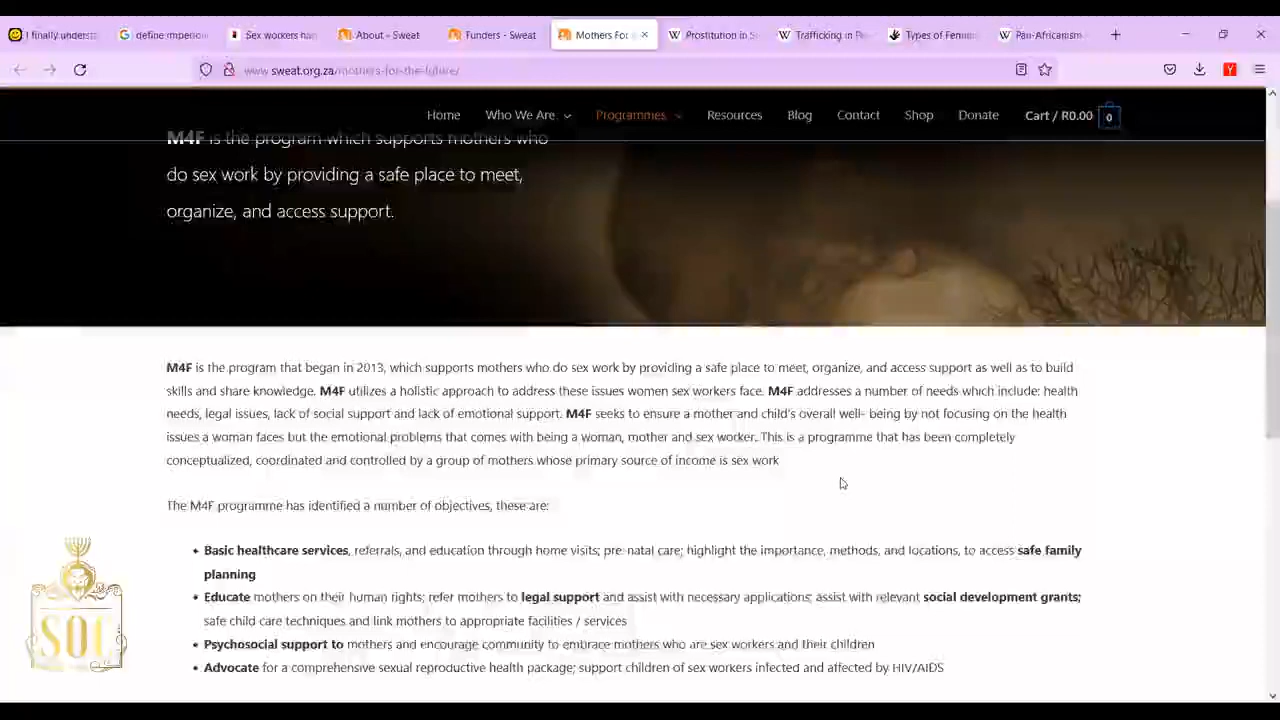 I finally understa
define imperioni
Sex workers han
About – Sweat
Funders – Sweat
Mothers For
Prostitution in S
Trafficking in Pe
Types of Femini
Pan-Africanism
www.sweat.org.za/mothers-for-the-future/
Home
Who We Are
Programmes
Resources
Blog
Contact
Shop
Donate
Cart / R0.00
0
M4F is the program which supports mothers who
do sex work by providing a safe place to meet,
organize, and access support.
M4F is the program that began in 2013, which supports mothers who do sex work by providing a safe place to meet, organize, and access support as well as to build
skills and share knowledge. M4F utilizes a holistic approach to address these issues women sex workers face. M4F addresses a number of needs which include: health
needs, legal issues, lack of social support and lack of emotional support. M4F seeks to ensure a mother and child's overall well- being by not focusing on the health
issues a woman faces but the emotional problems that comes with being a woman, mother and sex worker. This is a programme that has been completely
conceptualized, coordinated and controlled by a group of mothers whose primary source of income is sex work
The M4F programme has identified a number of objectives, these are:
• Basic healthcare services, referrals, and education through home visits; pre-natal care; highlight the importance, methods, and locations, to access safe family
planning
• Educate mothers on their human rights; refer mothers to legal support and assist with necessary applications; assist with relevant social development grants;
safe child care techniques and link mothers to appropriate facilities / services
• Psychosocial support to mothers and encourage community to embrace mothers who are sex workers and their children
• Advocate for a comprehensive sexual reproductive health package; support children of sex workers infected and affected by HIV/AIDS
SOC